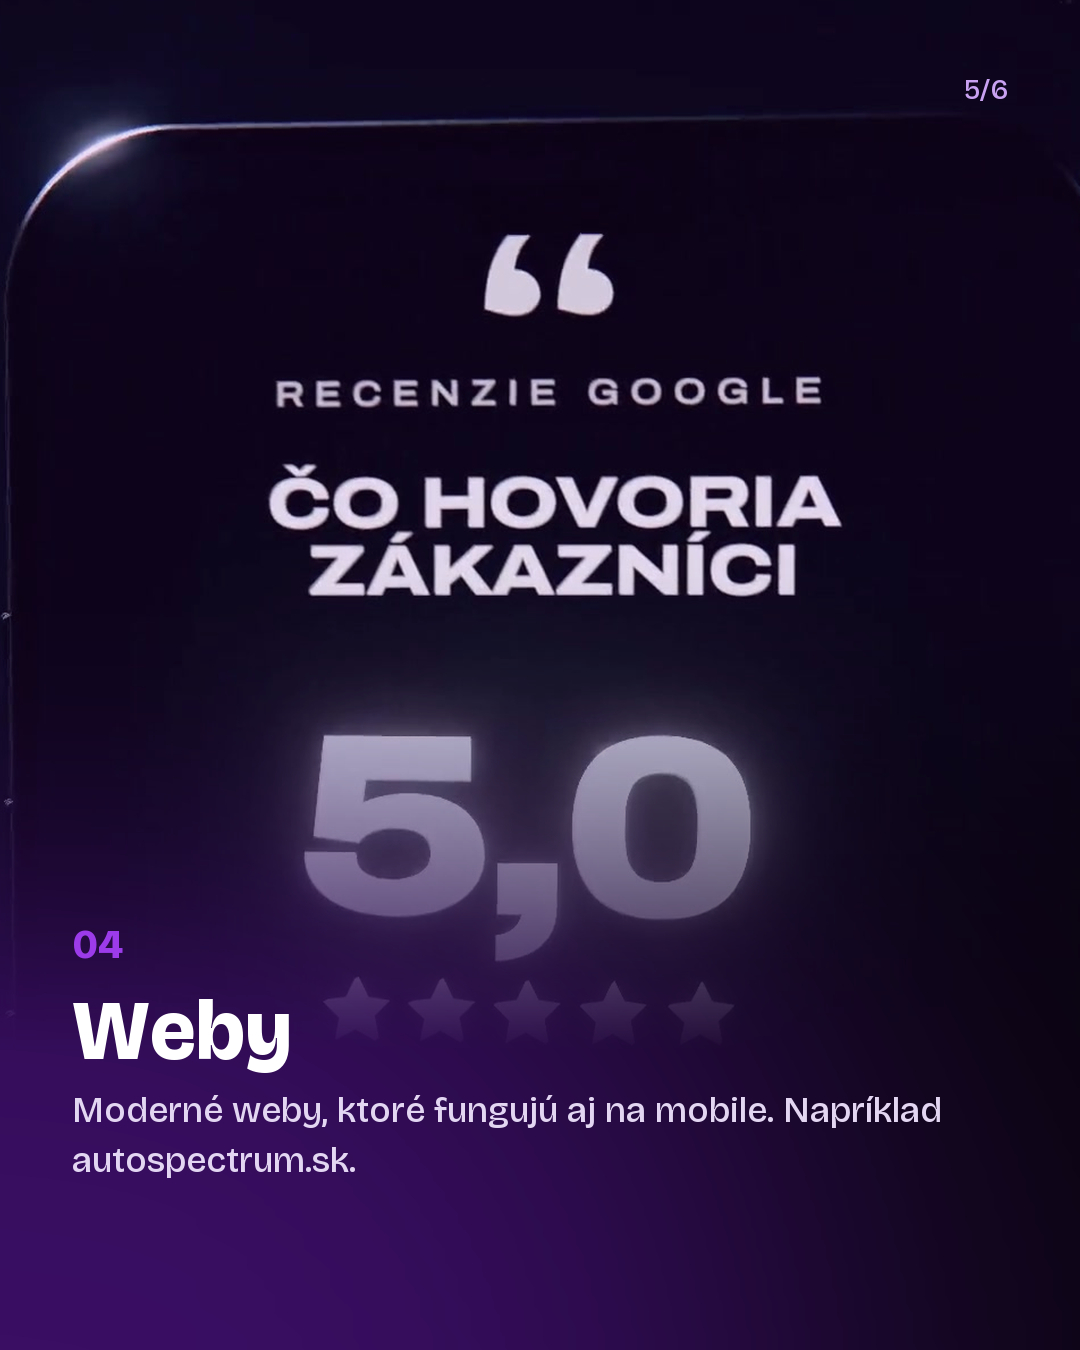 5/6
“
RECENZIE GOOGLE
ČO HOVORIA
ZÁKAZNÍCI
5,0
04
Weby
Moderné weby, ktoré fungujú aj na mobile. Napríklad
autospectrum.sk.